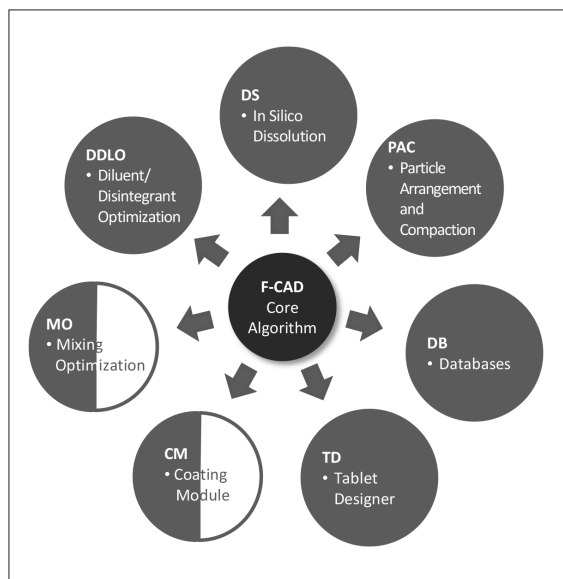 DS
• In Silico
Dissolution
PAC
• Particle
Arrangement
and
Compaction
DB
• Databases
TD
• Tablet
Designer
CM
• Coating
Module
MO
• Mixing
Optimization
DDLO
• Diluent/
Disintegrant
Optimization
F-CAD
Core
Algorithm